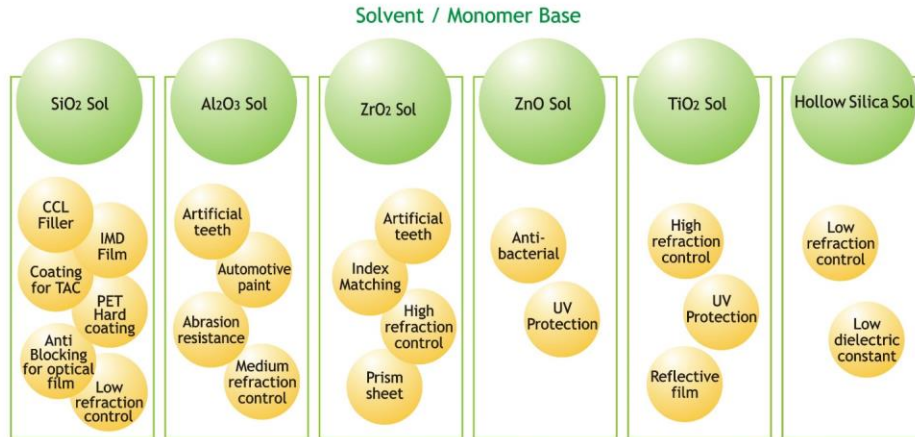 Solvent / Monomer Base
SiO₂ Sol
CCL
Filler
IMD
Film
Coating
for TAC
PET
Hard
coating
Anti
Blocking
for optical
film
Low
refraction
control
Al₂O₃ Sol
Artificial
teeth
Automotive
paint
Abrasion
resistance
Medium
refraction
control
ZrO₂ Sol
Artificial
teeth
Index
Matching
High
refraction
control
Prism
sheet
ZnO Sol
Anti-
bacterial
UV
Protection
TiO₂ Sol
High
refraction
control
UV
Protection
Reflective
film
Hollow Silica Sol
Low
refraction
control
Low
dielectric
constant